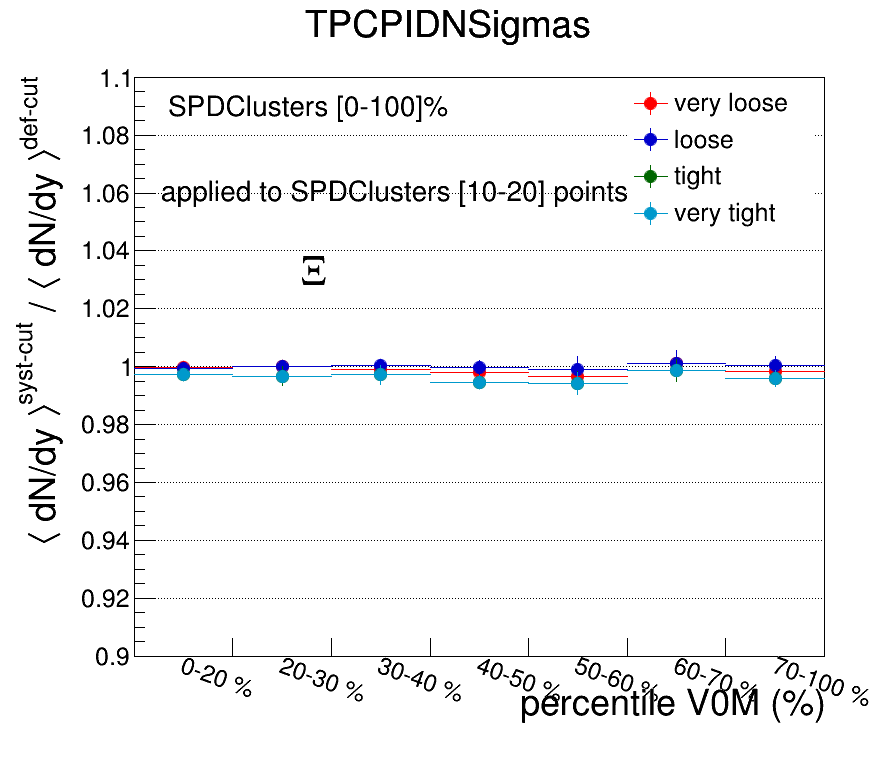 TPCPIDNSigmas
SPDClusters [0-100]%
applied to SPDClusters [10-20] points
Ξ
very loose
loose
tight
very tight
⟨ dN/dy ⟩^syst-cut / ⟨ dN/dy ⟩^def-cut
1.1
1.08
1.06
1.04
1.02
1
0.98
0.96
0.94
0.92
0.9
0-20 %
20-30 %
30-40 %
40-50 %
50-60 %
60-70 %
70-100 %
percentile V0M (%)